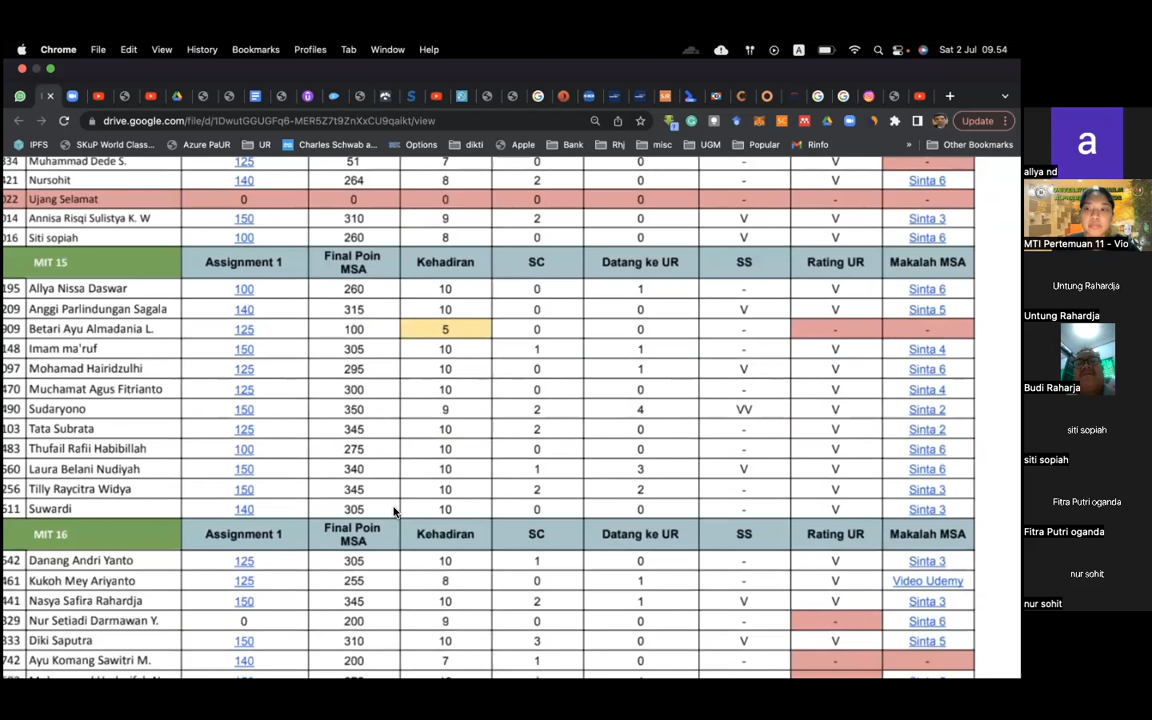 Chrome File Edit View History Bookmarks Profiles Tab Window Help Sat 2 Jul 09.54
drive.google.com/file/d/1DwutGGUGFq6-MER5Z7t9ZnXxCU9qaikt/view Update
IPFS SKuP World Class... Azure PaUR UR Charles Schwab a... Options dikti Apple Bank Rhj misc UGM Popular Rinfo » Other Bookmarks
334 Muhammad Dede S. 125 51 7 0 0 - V -
421 Nursohit 140 264 8 2 0 - V Sinta 6
022 Ujang Selamat 0 0 0 0 0 - - -
014 Annisa Risqi Sulistya K. W 150 310 9 2 0 V V Sinta 3
016 Siti sopiah 100 260 8 0 0 V V Sinta 6
MIT 15 Assignment 1 Final Poin MSA Kehadiran SC Datang ke UR SS Rating UR Makalah MSA
195 Allya Nissa Daswar 100 260 10 0 1 - V Sinta 6
209 Anggi Parlindungan Sagala 140 315 10 0 0 V V Sinta 5
909 Betari Ayu Almadania L. 125 100 5 0 0 - - -
148 Imam ma'ruf 150 305 10 1 1 - V Sinta 4
097 Mohamad Hairidzulhi 125 295 10 0 1 V V Sinta 6
470 Muchamat Agus Fitrianto 125 300 10 0 0 - V Sinta 4
490 Sudaryono 150 350 9 2 4 VV V Sinta 2
103 Tata Subrata 125 345 10 2 0 - V Sinta 2
483 Thufail Rafii Habibillah 100 275 10 0 0 - V Sinta 6
560 Laura Belani Nudiyah 150 340 10 1 3 V V Sinta 6
256 Tilly Raycitra Widya 150 345 10 2 2 - V Sinta 3
511 Suwardi 140 305 10 0 0 - V Sinta 3
MIT 16 Assignment 1 Final Poin MSA Kehadiran SC Datang ke UR SS Rating UR Makalah MSA
542 Danang Andri Yanto 125 305 10 1 0 - V Sinta 3
461 Kukoh Mey Ariyanto 125 255 8 0 1 - V Video Udemy
441 Nasya Safira Rahardja 150 345 10 2 1 V V Sinta 3
329 Nur Setiadi Darmawan Y. 0 200 9 0 0 - - Sinta 6
333 Diki Saputra 150 310 10 3 0 V V Sinta 5
742 Ayu Komang Sawitri M. 140 200 7 1 0 - - -
a
allya nd
MTI Pertemuan 11 - Vio
Untung Rahardja
Untung Rahardja
Budi Raharja
siti sopiah
siti sopiah
Fitra Putri oganda
Fitra Putri oganda
nur sohit
nur sohit